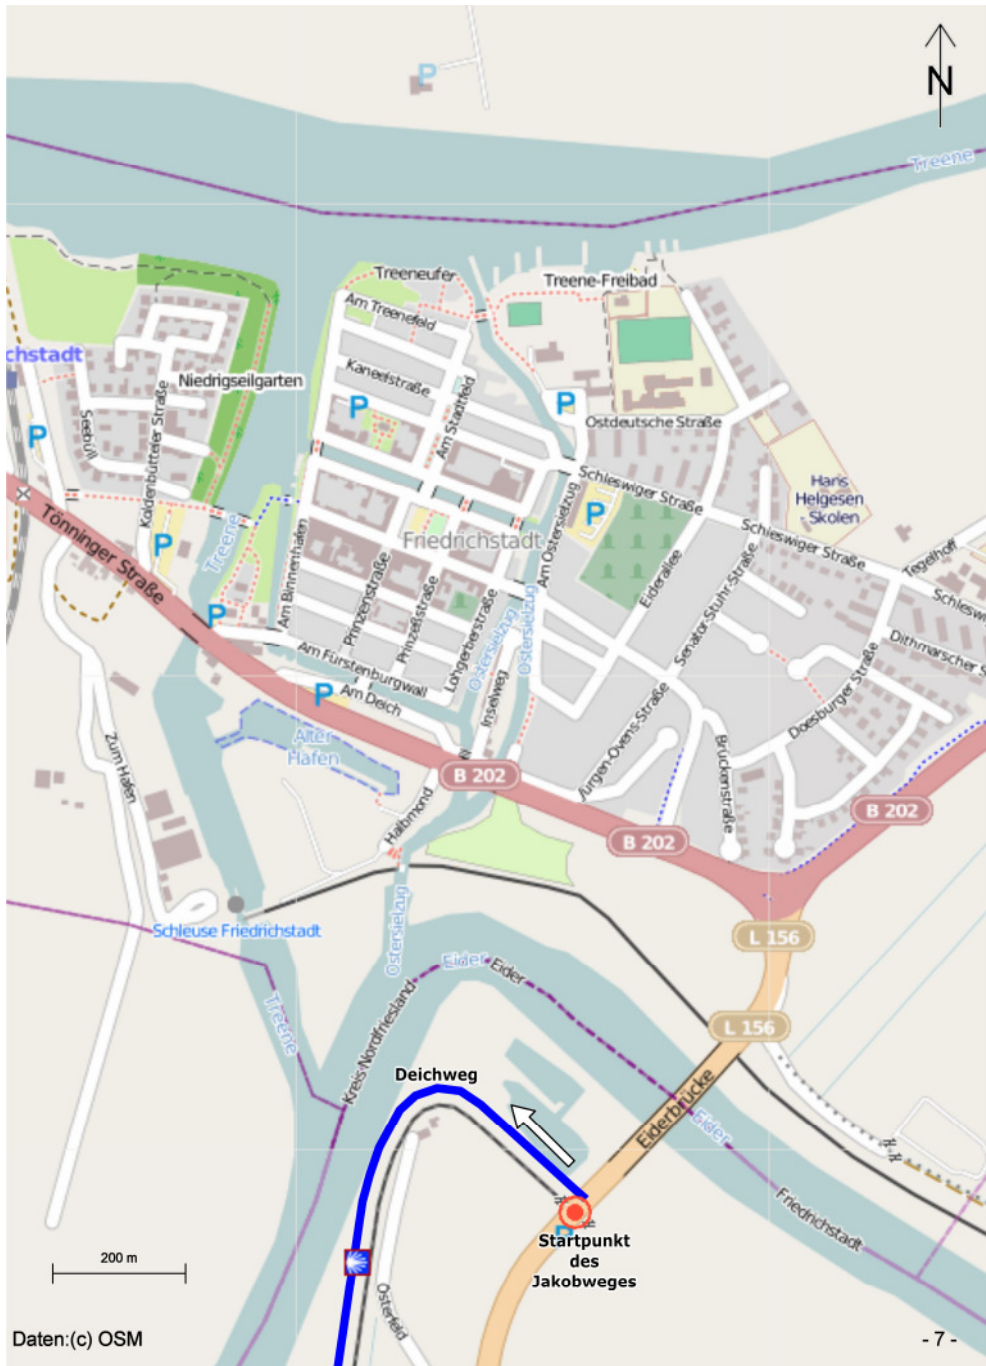 P
N
Treene
Treeneufer
Treene-Freibad
Am Treenefeld
chstadt
Niedrigseilgarten
Kaneelstraße
P
P
Am Stadtfeld
Ostdeutsche Straße
Seebüll
Koldenbütteler Straße
P
Schleswiger Straße
Hans
Helgesen
Skolen
P
Tönninger Straße
Treene
P
Friedrichstadt
Am Ostersielzug
Eiderallee
Schleswiger Straße
Tegelhoff
Schlesw
Am Binnenhafen
Prinzenstraße
Prinzeßstraße
Lohgerberstraße
Senator-Stuhr-Straße
P
Ostersielzug
Ostersielzug
Dithmarscher S
Am Fürstenburgwall
Am Deich
P
Inselweg
Doesburger Straße
Jürgen-Ovens-Straße
Alter
Hafen
Zum Hafen
Brückenstraße
B 202
Halbmond
B 202
B 202
Schleuse Friedrichstadt
Ostersielzug
L 156
Eider
Eider
Treene
Kreis Nordfriesland
L 156
Deichweg
Eiderbrücke
Eider
Friedrichstadt
P
Startpunkt
des
Jakobweges
200 m
Osterfeld
Daten:(c) OSM
- 7 -